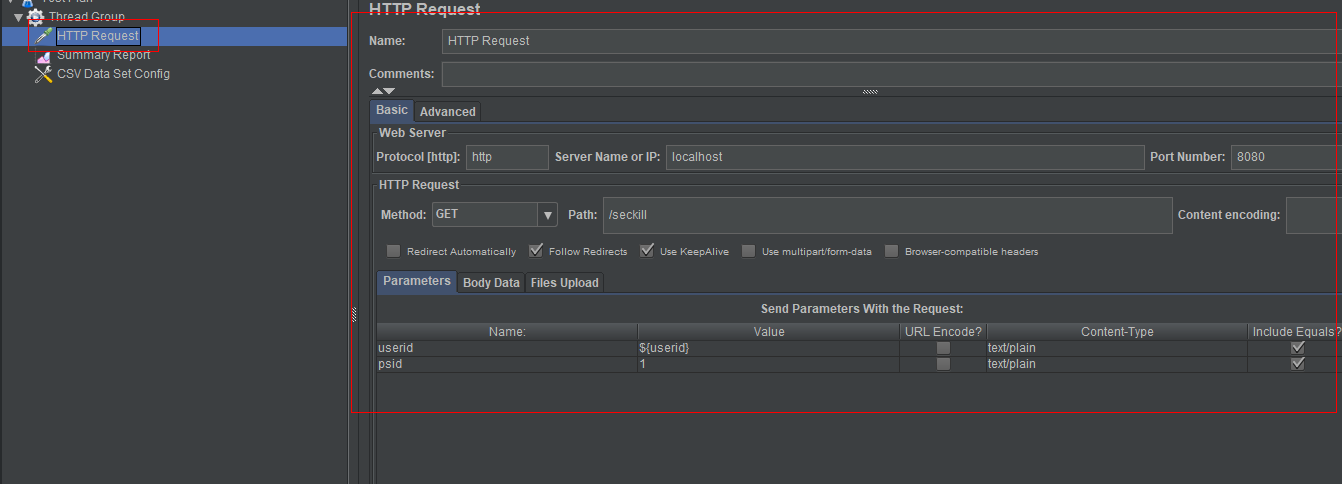 Test Plan
Thread Group
HTTP Request
Summary Report
CSV Data Set Config
HTTP Request
Name: HTTP Request
Comments:
Basic Advanced
Web Server
Protocol [http]: http Server Name or IP: localhost Port Number: 8080
HTTP Request
Method: GET Path: /seckill Content encoding:
Redirect Automatically Follow Redirects Use KeepAlive Use multipart/form-data Browser-compatible headers
Parameters Body Data Files Upload
Send Parameters With the Request:
Name: Value URL Encode? Content-Type Include Equals?
userid ${userid} text/plain
psid 1 text/plain